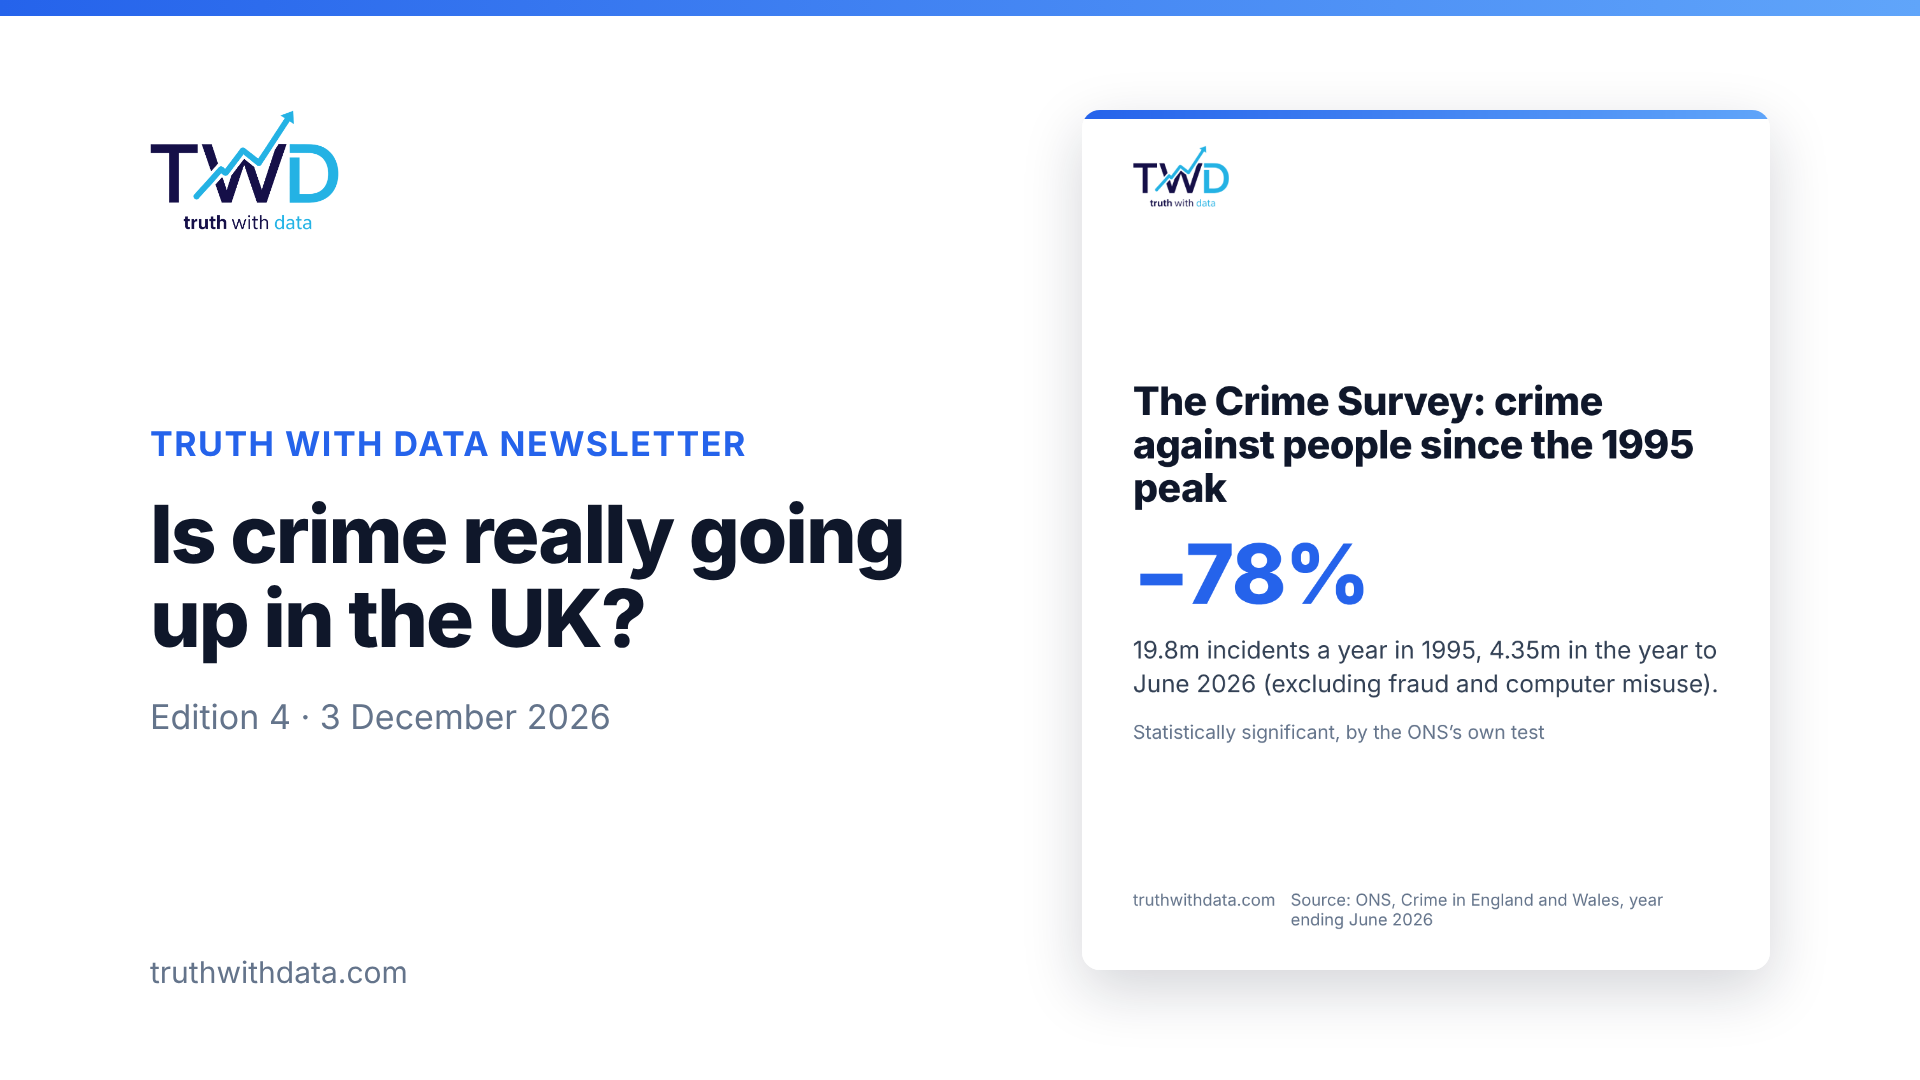 TWD
truth with data
TRUTH WITH DATA NEWSLETTER
Is crime really going
up in the UK?
Edition 4 · 3 December 2026
truthwithdata.com
TWD
truth with data
The Crime Survey: crime
against people since the 1995
peak
–78%
19.8m incidents a year in 1995, 4.35m in the year to
June 2026 (excluding fraud and computer misuse).
Statistically significant, by the ONS’s own test
truthwithdata.com
Source: ONS, Crime in England and Wales, year
ending June 2026